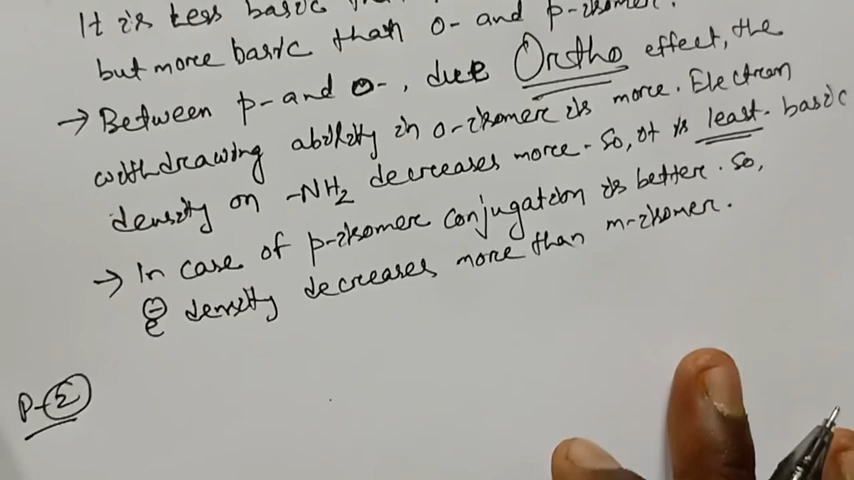 It is less basic
but more basic than o- and p-isomer.
→ Between p- and o-, due Ortho effect, the
withdrawing ability in o-isomer is more. Electron
density on -NH2 decreases more. So, it is least basic
→ In case of p-isomer conjugation is better. So,
⊖e density decreases more than m-isomer.
P-2